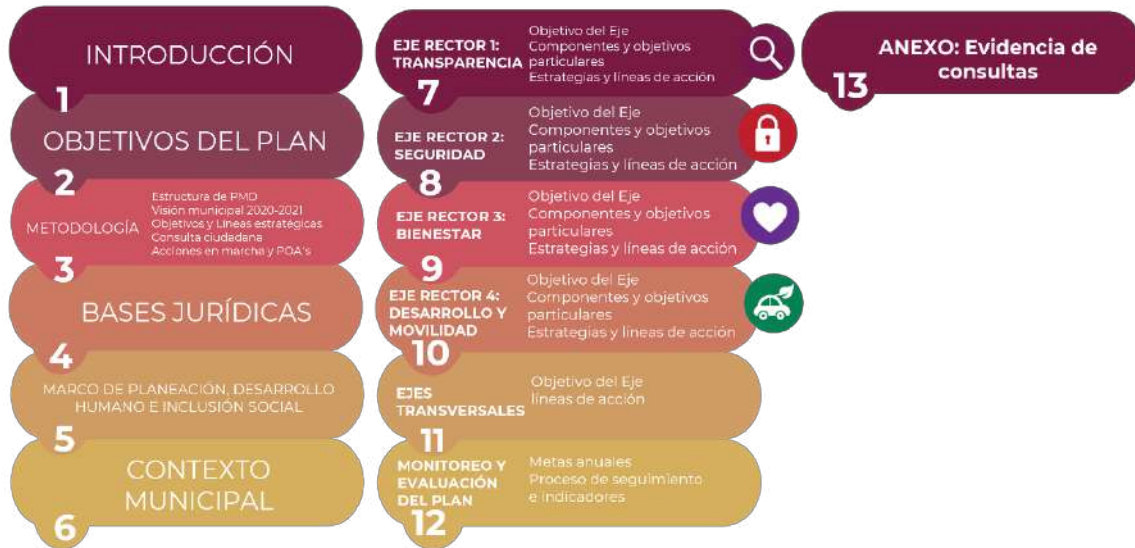 INTRODUCCIÓN
1
OBJETIVOS DEL PLAN
2
METODOLOGÍA
Estructura de PMD
Visión municipal 2020-2021
Objetivos y Líneas estratégicas
Consulta ciudadana
Acciones en marcha y POA's
3
BASES JURÍDICAS
4
MARCO DE PLANEACIÓN, DESARROLLO
HUMANO E INCLUSIÓN SOCIAL
5
CONTEXTO
MUNICIPAL
6
EJE RECTOR 1:
TRANSPARENCIA
Objetivo del Eje
Componentes y objetivos
particulares
Estrategias y líneas de acción
7
EJE RECTOR 2:
SEGURIDAD
Objetivo del Eje
Componentes y objetivos
particulares
Estrategias y líneas de acción
8
EJE RECTOR 3:
BIENESTAR
Objetivo del Eje
Componentes y objetivos
particulares
Estrategias y líneas de acción
9
EJE RECTOR 4:
DESARROLLO Y
MOVILIDAD
Objetivo del Eje
Componentes y objetivos
particulares
Estrategias y líneas de acción
10
EJES
TRANSVERSALES
Objetivo del Eje
líneas de acción
11
MONITOREO Y
EVALUACIÓN
DEL PLAN
Metas anuales
Proceso de seguimiento
e indicadores
12
ANEXO: Evidencia de
consultas
13